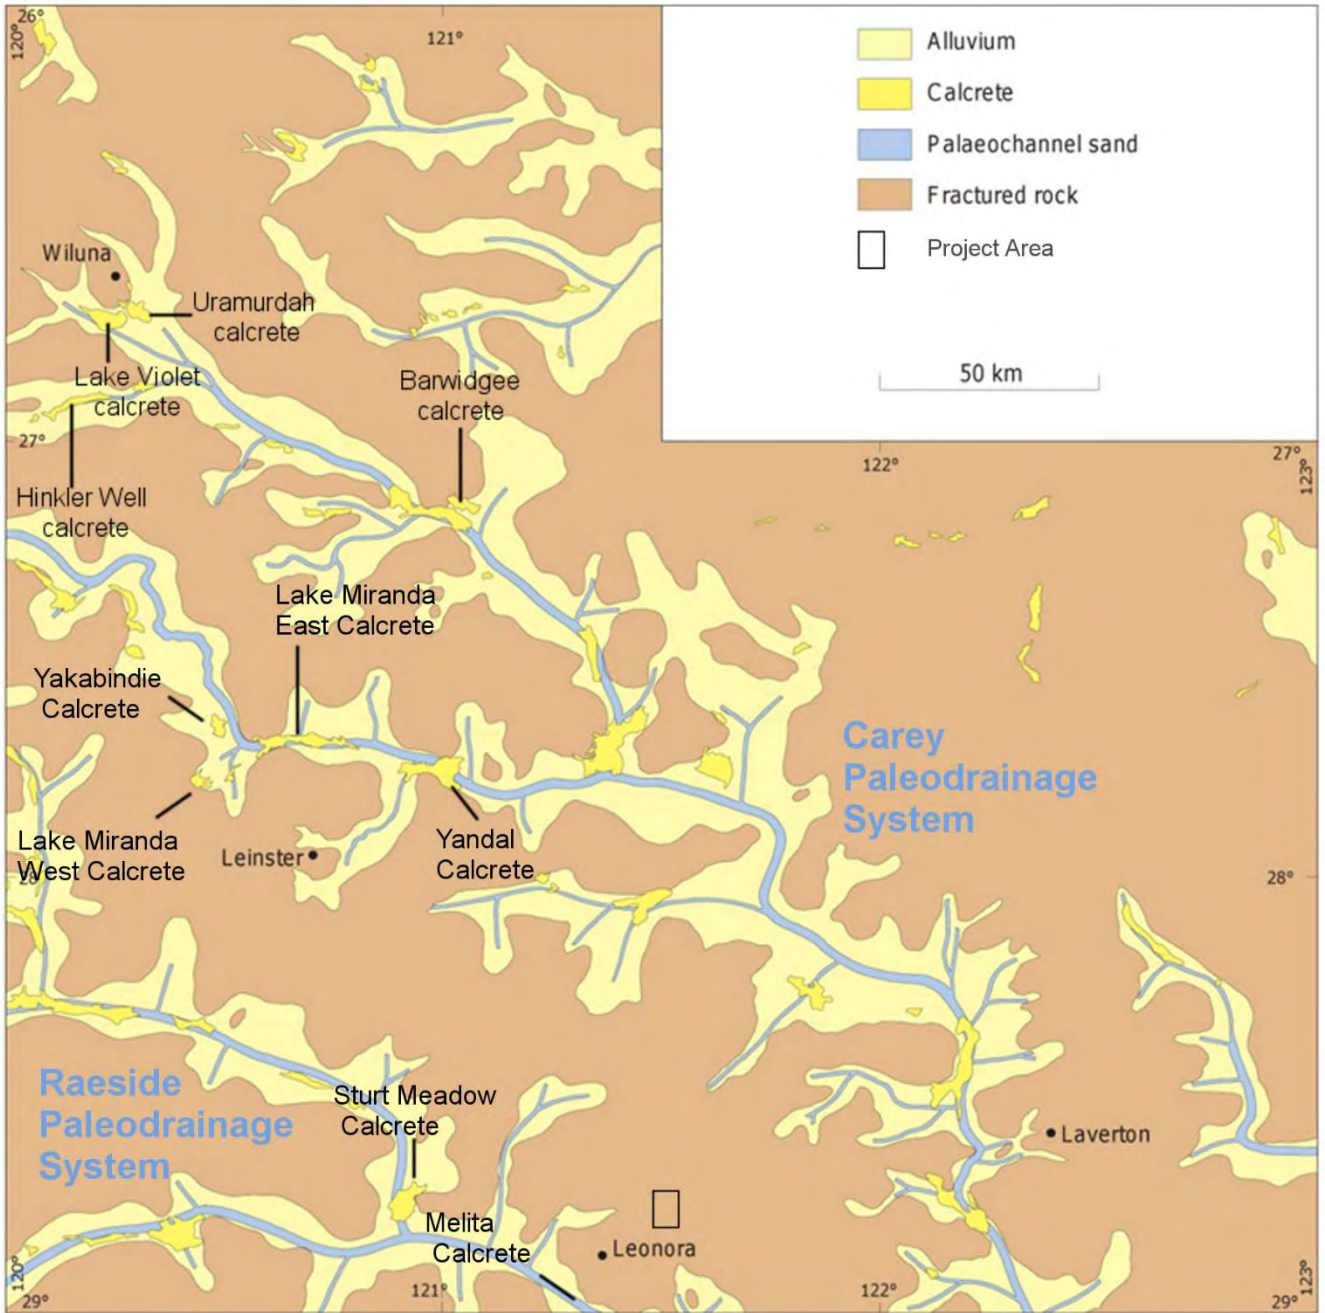 26°
120°
121°
Alluvium
Calcrete
Palaeochannel sand
Fractured rock
Project Area
50 km
Wiluna
Uramurdah
calcrete
Lake Violet
calcrete
Barwidgee
calcrete
27°
122°
27°
123°
Hinkler Well
calcrete
Lake Miranda
East Calcrete
Yakabindie
Calcrete
Carey
Paleodrainage
System
Lake Miranda
West Calcrete
28°
Leinster
Yandal
Calcrete
28°
Raeside
Paleodrainage
System
Sturt Meadow
Calcrete
Laverton
Melita
Calcrete
Leonora
120°
29°
121°
122°
123°
29°